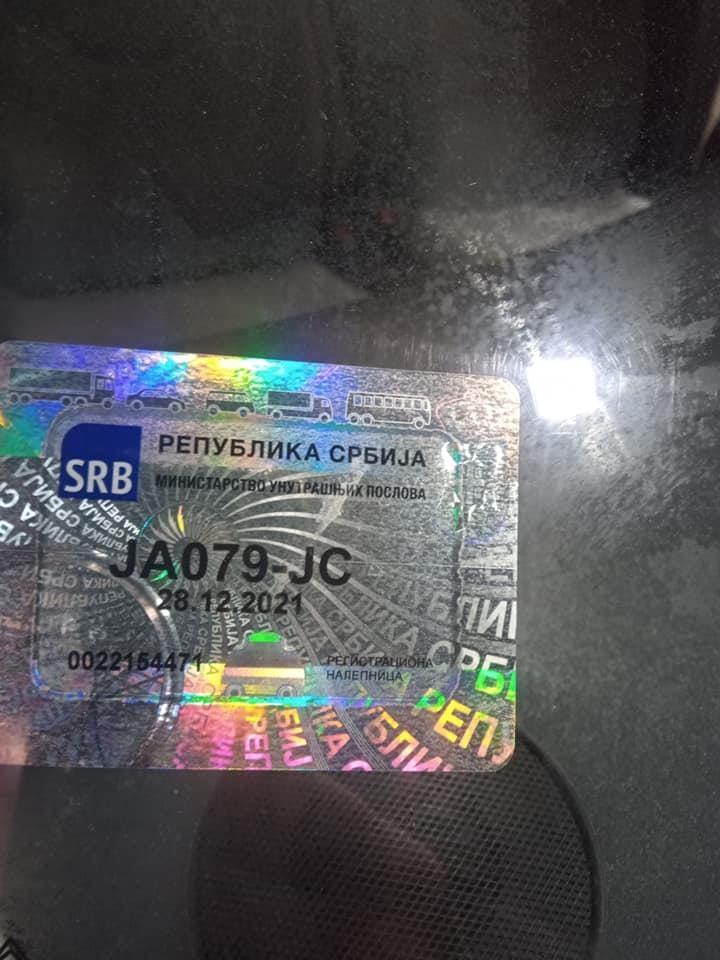 SRB
РЕПУБЛИКА СРБИЈА
МИНИСТАРСТВО УНУТРАШЊИХ ПОСЛОВА
JA079-JC
28.12.2021
0022154471
РЕГИСТРАЦИОНА
НАЛЕПНИЦА